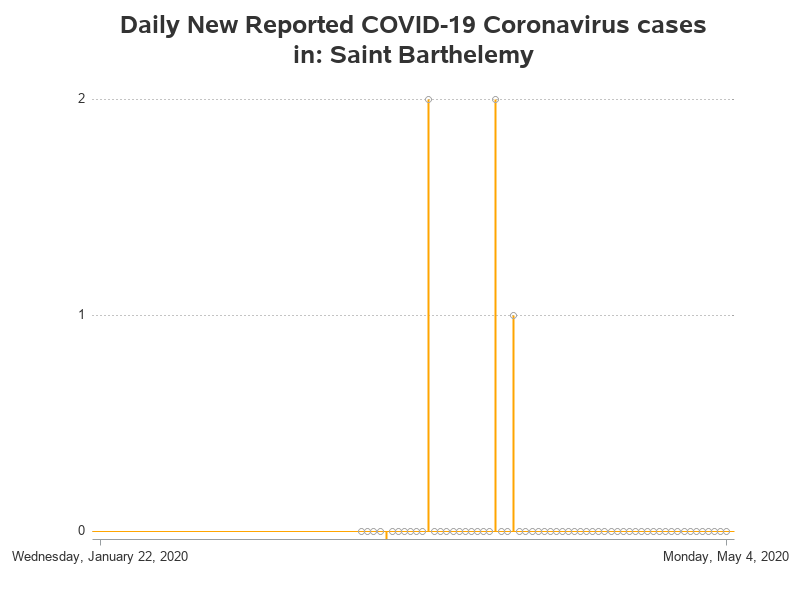 Daily New Reported COVID-19 Coronavirus cases
in: Saint Barthelemy
2
1
0
Wednesday, January 22, 2020
Monday, May 4, 2020